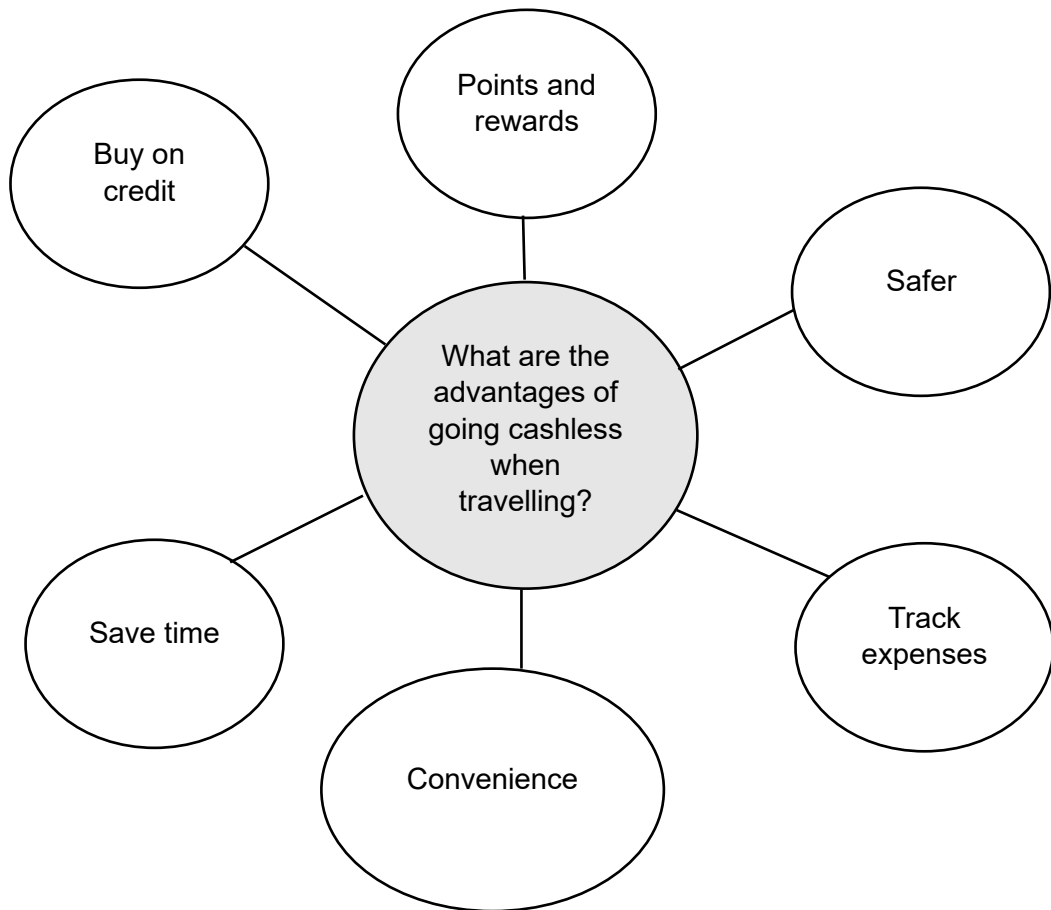 Points and
rewards
Buy on
credit
Safer
What are the
advantages of
going cashless
when
travelling?
Save time
Track
expenses
Convenience